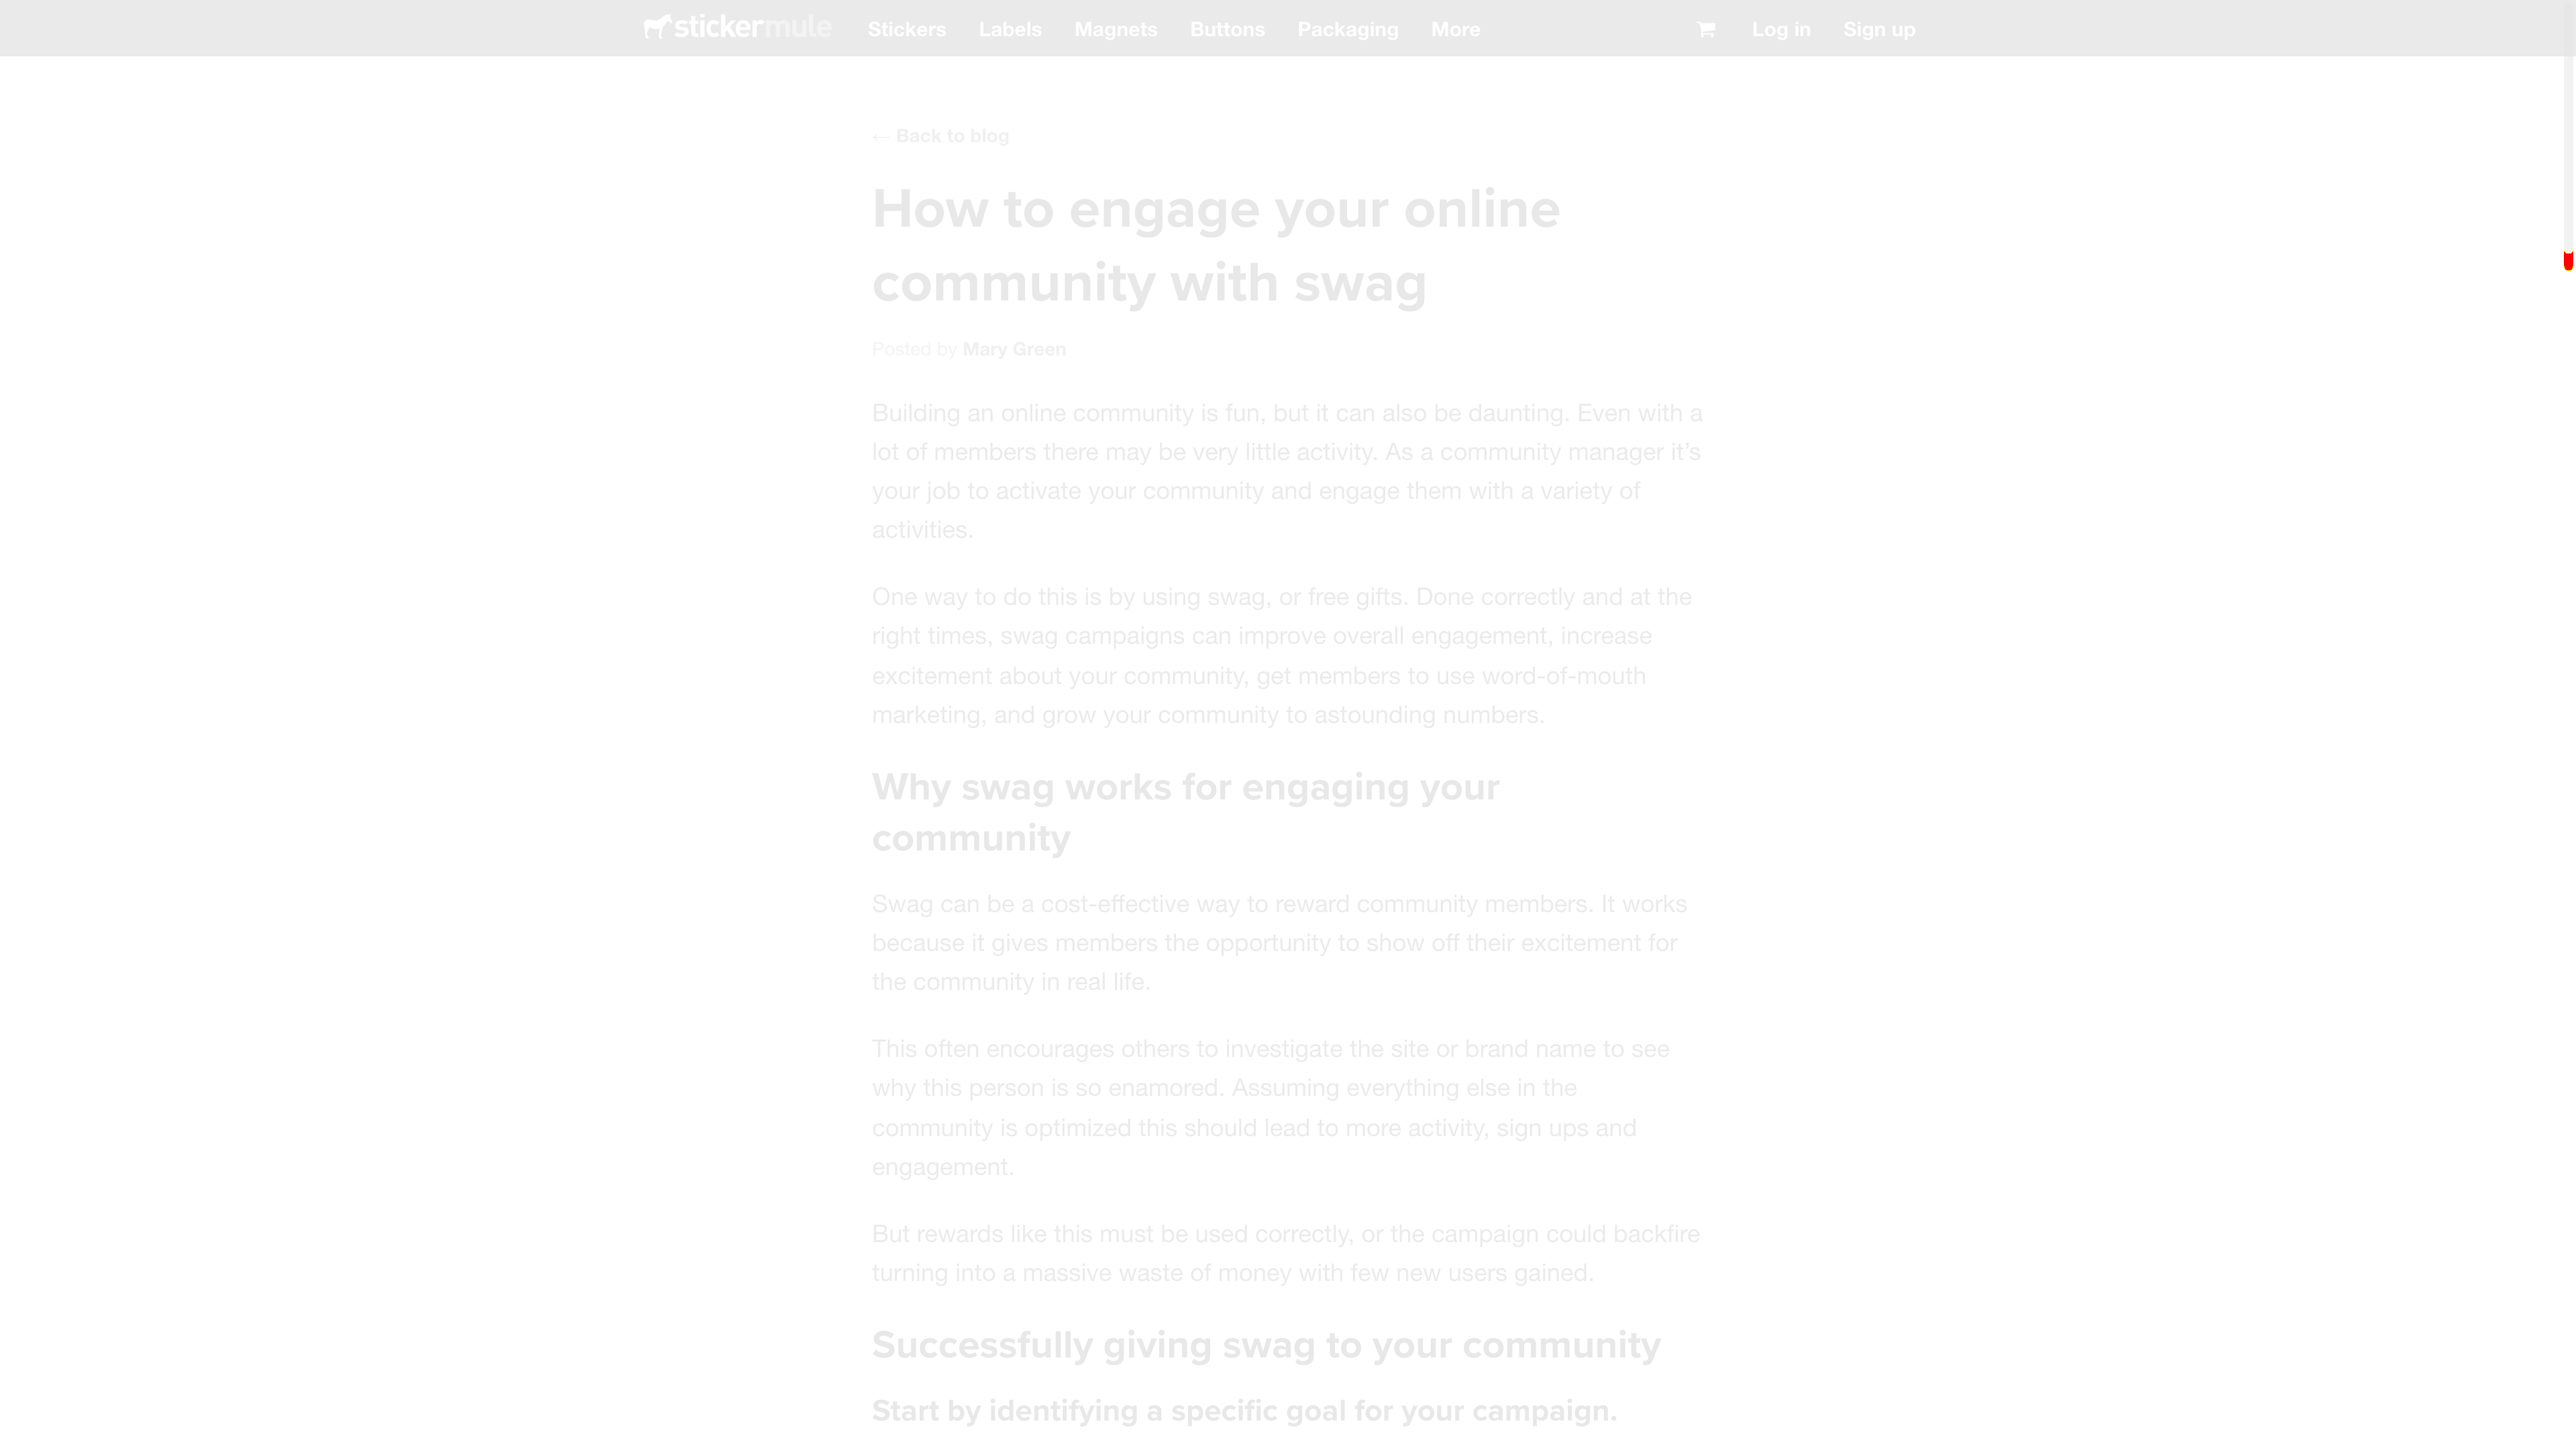 stickermule Stickers Labels Magnets Buttons Packaging More Log in Sign up
← Back to blog
How to engage your online
community with swag
Posted by Mary Green
Building an online community is fun, but it can also be daunting. Even with a
lot of members there may be very little activity. As a community manager it's
your job to activate your community and engage them with a variety of
activities.
One way to do this is by using swag, or free gifts. Done correctly and at the
right times, swag campaigns can improve overall engagement, increase
excitement about your community, get members to use word-of-mouth
marketing, and grow your community to astounding numbers.
Why swag works for engaging your
community
Swag can be a cost-effective way to reward community members. It works
because it gives members the opportunity to show off their excitement for
the community in real life.
This often encourages others to investigate the site or brand name to see
why this person is so enamored. Assuming everything else in the
community is optimized this should lead to more activity, sign ups and
engagement.
But rewards like this must be used correctly, or the campaign could backfire
turning into a massive waste of money with few new users gained.
Successfully giving swag to your community
Start by identifying a specific goal for your campaign.